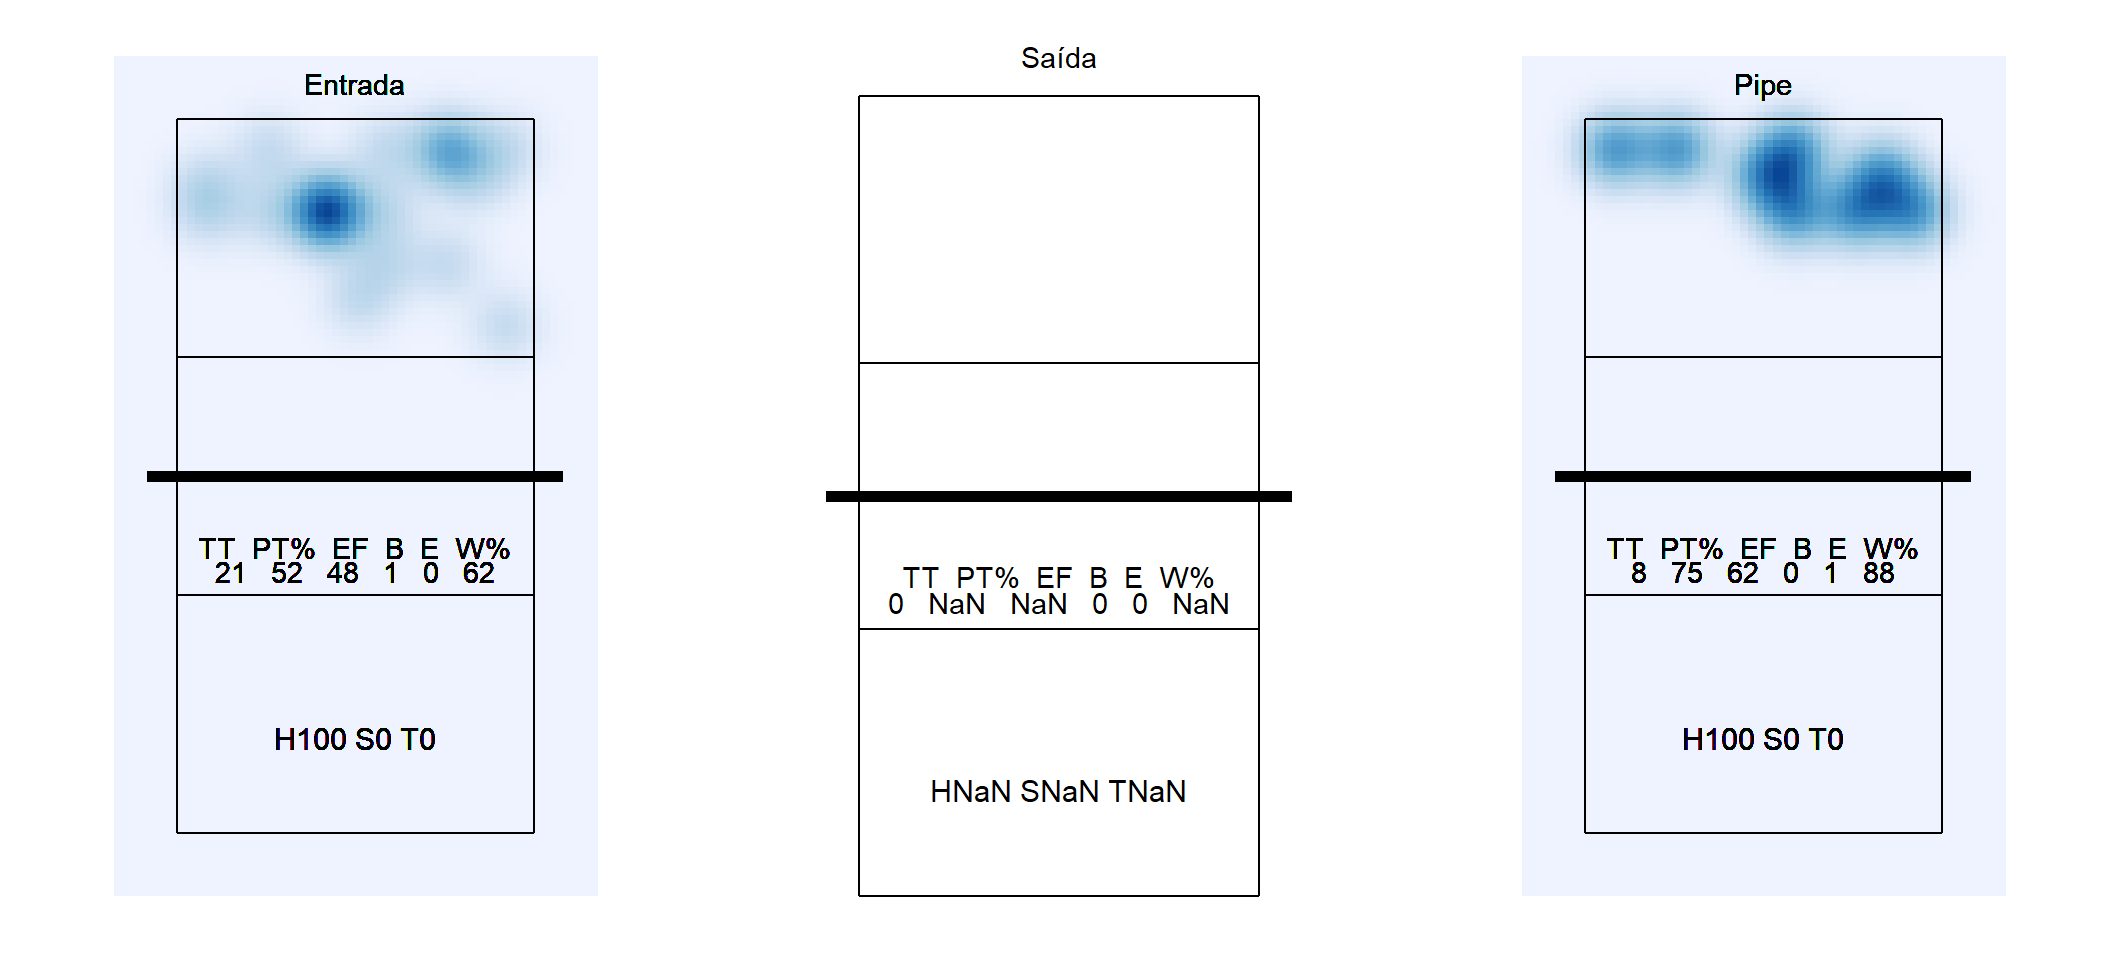 Entrada
TT PT% EF B E W%
21 52 48 1 0 62
H100 S0 T0
Saída
TT PT% EF B E W%
0 NaN NaN 0 0 NaN
HNaN SNaN TNaN
Pipe
TT PT% EF B E W%
8 75 62 0 1 88
H100 S0 T0